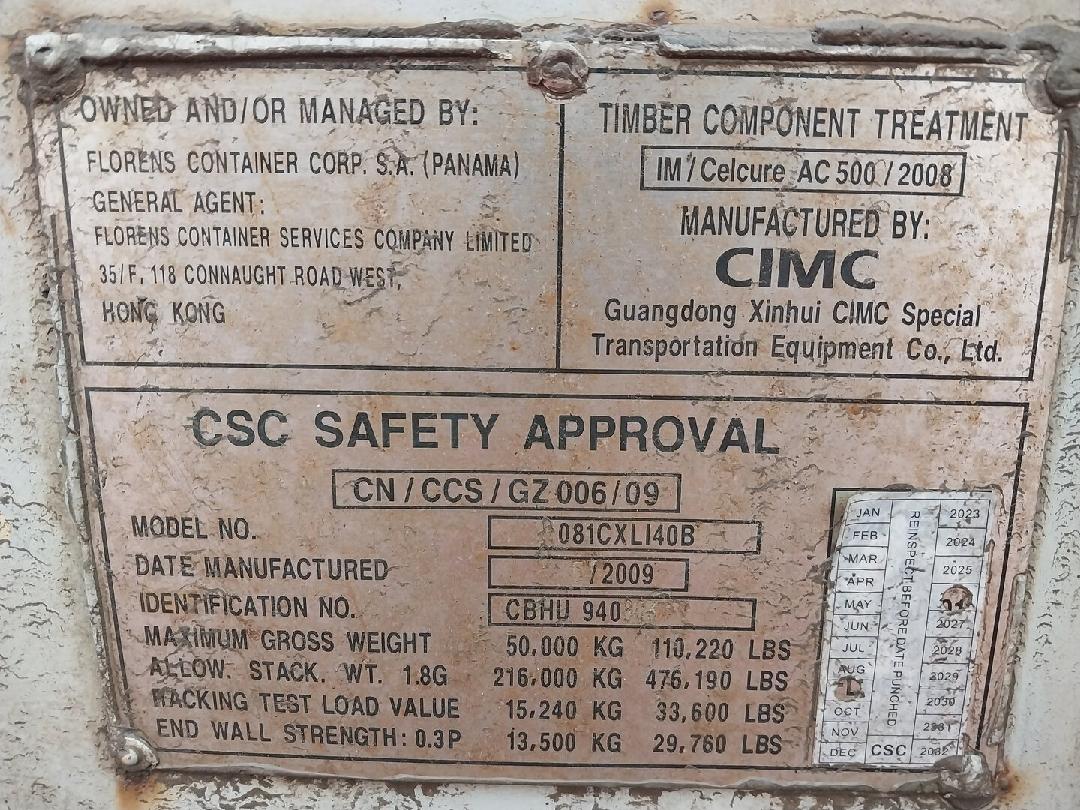 OWNED AND/OR MANAGED BY:
FLORENS CONTAINER CORP. S.A. (PANAMA)
GENERAL AGENT:
FLORENS CONTAINER SERVICES COMPANY LIMITED
35/F, 118 CONNAUGHT ROAD WEST,
HONG KONG
TIMBER COMPONENT TREATMENT
IM / Celcure AC 500 / 2008
MANUFACTURED BY:
CIMC
Guangdong Xinhui CIMC Special
Transportation Equipment Co., Ltd.
CSC SAFETY APPROVAL
CN / CCS / GZ 006 / 09
MODEL NO. 081CXLI40B
DATE MANUFACTURED /2009
IDENTIFICATION NO. CBHU 940
MAXIMUM GROSS WEIGHT 50,000 KG 110,220 LBS
ALLOW. STACK. WT. 1.8G 216,000 KG 476,190 LBS
RACKING TEST LOAD VALUE 15,240 KG 33,600 LBS
END WALL STRENGTH: 0.3P 13,500 KG 29,760 LBS
JAN
FEB
MAR
APR
MAY
JUN
JUL
AUG
OCT
NOV
DEC
REINSPECT BEFORE DATE PUNCHED
CSC
2023
2024
2025
2027
2028
2029
2030
2031
2032